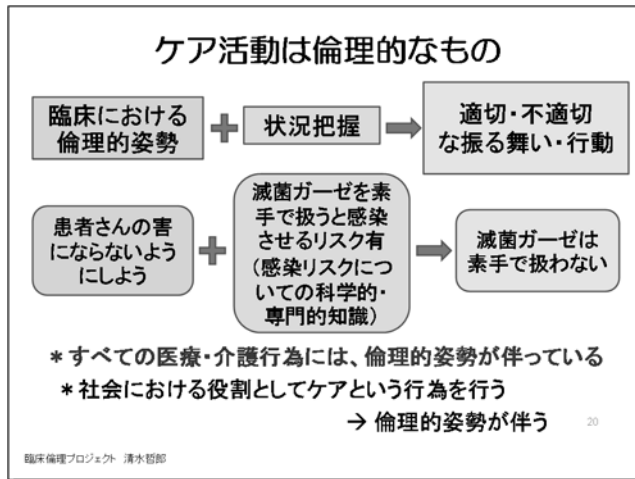 ケア活動は倫理的なもの
臨床における
倫理的姿勢
+
状況把握
適切・不適切
な振る舞い・行動
患者さんの害
にならないよう
にしよう
+
滅菌ガーゼを素
手で扱うと感染
させるリスク有
（感染リスクにつ
いての科学的・
専門的知識）
滅菌ガーゼは
素手で扱わない
＊すべての医療・介護行為には、倫理的姿勢が伴っている
＊社会における役割としてケアという行為を行う
→ 倫理的姿勢が伴う
20
臨床倫理プロジェクト 清水哲郎